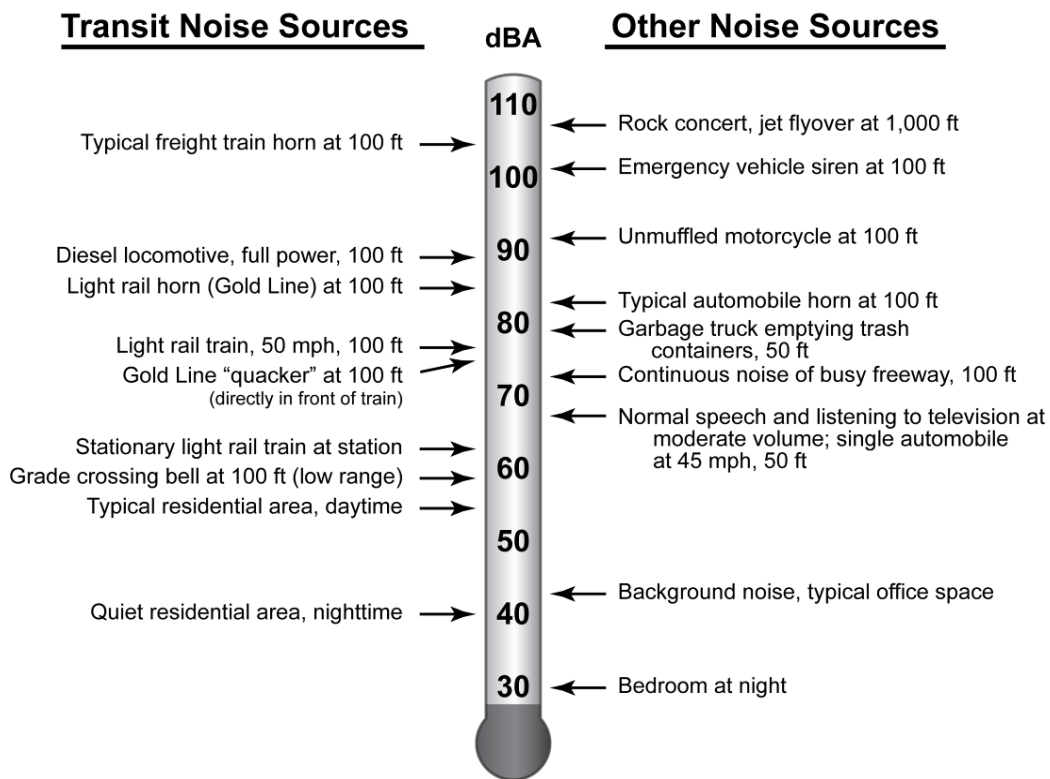 Transit Noise Sources
dBA
Other Noise Sources
110
100
90
80
70
60
50
40
30
Typical freight train horn at 100 ft
Diesel locomotive, full power, 100 ft
Light rail horn (Gold Line) at 100 ft
Light rail train, 50 mph, 100 ft
Gold Line “quacker” at 100 ft
(directly in front of train)
Stationary light rail train at station
Grade crossing bell at 100 ft (low range)
Typical residential area, daytime
Quiet residential area, nighttime
Rock concert, jet flyover at 1,000 ft
Emergency vehicle siren at 100 ft
Unmuffled motorcycle at 100 ft
Typical automobile horn at 100 ft
Garbage truck emptying trash
containers, 50 ft
Continuous noise of busy freeway, 100 ft
Normal speech and listening to television at
moderate volume; single automobile
at 45 mph, 50 ft
Background noise, typical office space
Bedroom at night